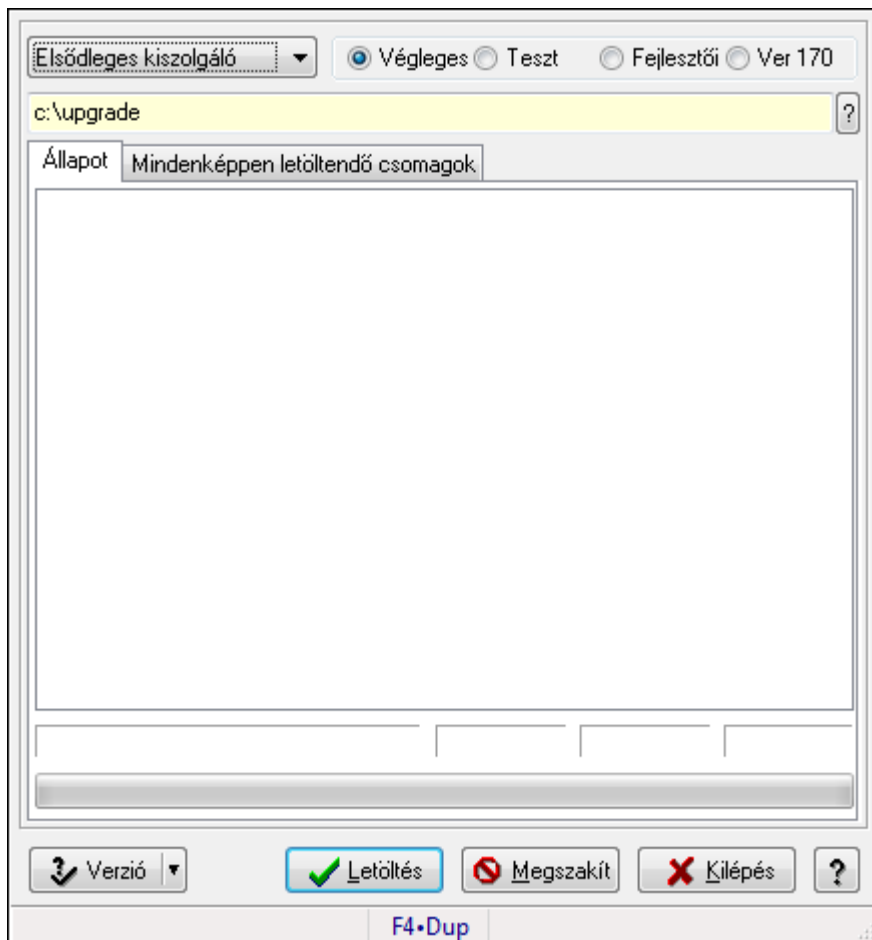 Elsődleges kiszolgáló Végleges Teszt Fejlesztői Ver 170
c:\upgrade ?
Állapot Mindenképpen letöltendő csomagok
Verzió Letöltés Megszakít Kilépés ?
F4•Dup